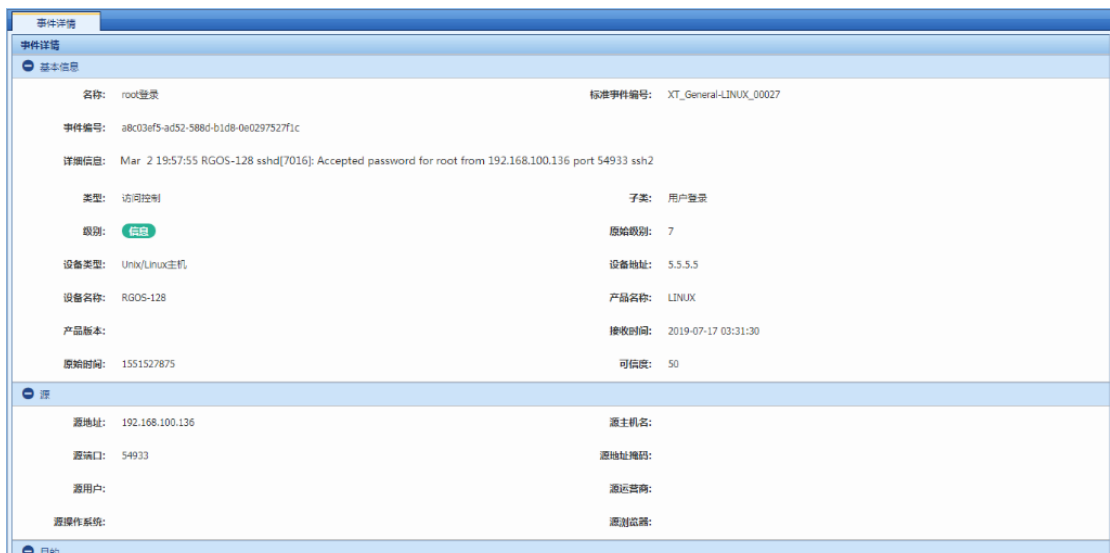 事件详情
事件详情
基本信息
名称: root登录 标准事件编号: XT_General-LINUX_00027
事件编号: a8c03ef5-ad52-588d-b1d8-0e0297527f1c
详细信息: Mar 2 19:57:55 RGOS-128 sshd[7016]: Accepted password for root from 192.168.100.136 port 54933 ssh2
类型: 访问控制 子类: 用户登录
级别: 信息 原始级别: 7
设备类型: Unix/Linux主机 设备地址: 5.5.5.5
设备名称: RGOS-128 产品名称: LINUX
产品版本: 接收时间: 2019-07-17 03:31:30
原始时间: 1551527875 可信度: 50
源
源地址: 192.168.100.136 源主机名:
源端口: 54933 源地址掩码:
源用户: 源运营商:
源操作系统: 源浏览器: